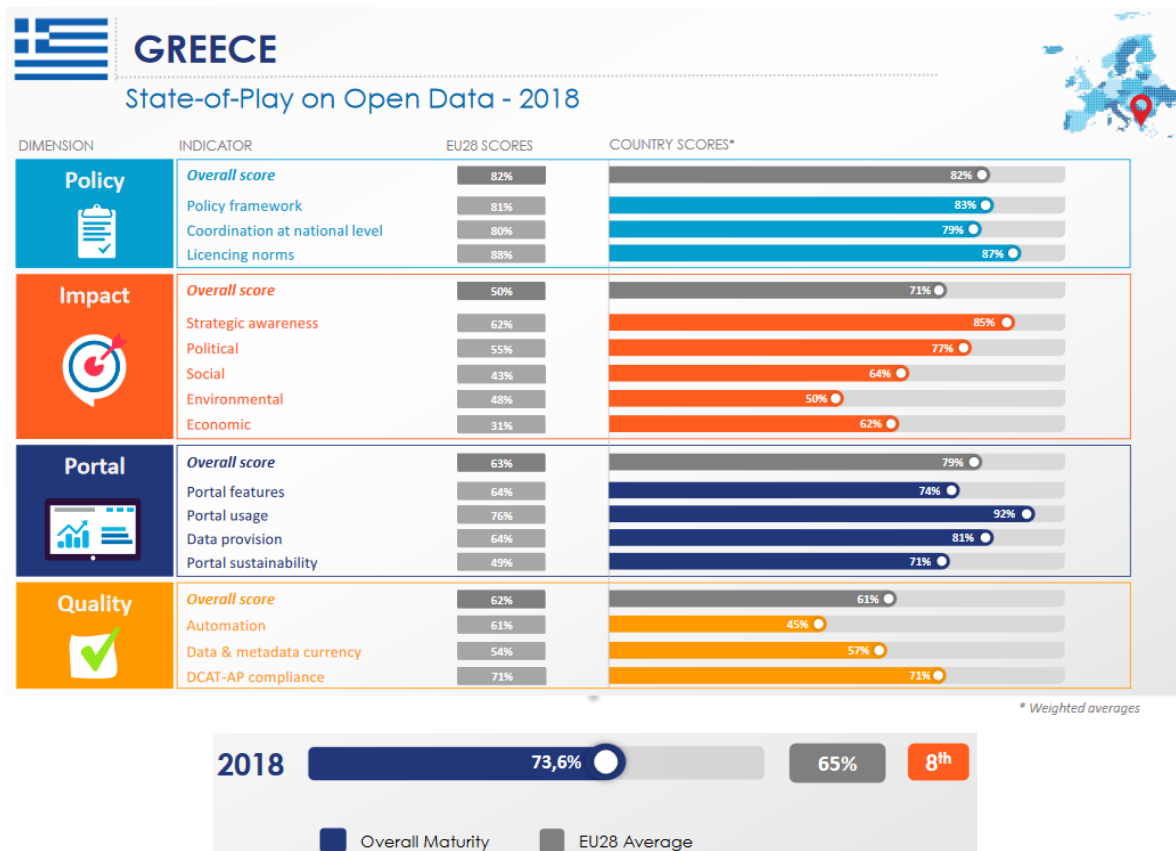 GREECE
State-of-Play on Open Data - 2018
DIMENSION INDICATOR EU28 SCORES COUNTRY SCORES*
Policy
Overall score 82% 82%
Policy framework 81% 83%
Coordination at national level 80% 79%
Licencing norms 88% 87%
Impact
Overall score 50% 71%
Strategic awareness 62% 85%
Political 55% 77%
Social 43% 64%
Environmental 48% 50%
Economic 31% 62%
Portal
Overall score 63% 79%
Portal features 64% 74%
Portal usage 76% 92%
Data provision 64% 81%
Portal sustainability 49% 71%
Quality
Overall score 62% 61%
Automation 61% 45%
Data & metadata currency 54% 57%
DCAT-AP compliance 71% 71%
* Weighted averages
2018 73,6% 65% 8th
Overall Maturity EU28 Average